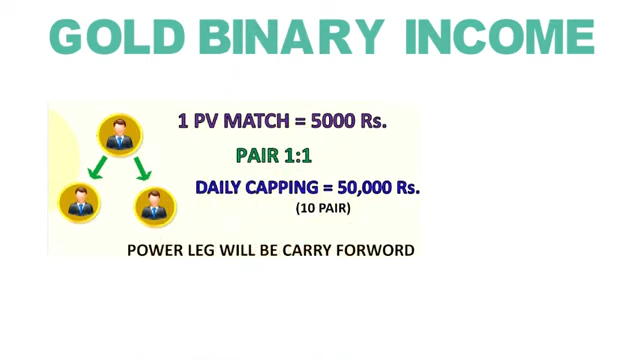 GOLD BINARY INCOME
1 PV MATCH = 5000 Rs.
PAIR 1:1
DAILY CAPPING = 50,000 Rs.
(10 PAIR)
POWER LEG WILL BE CARRY FORWARD